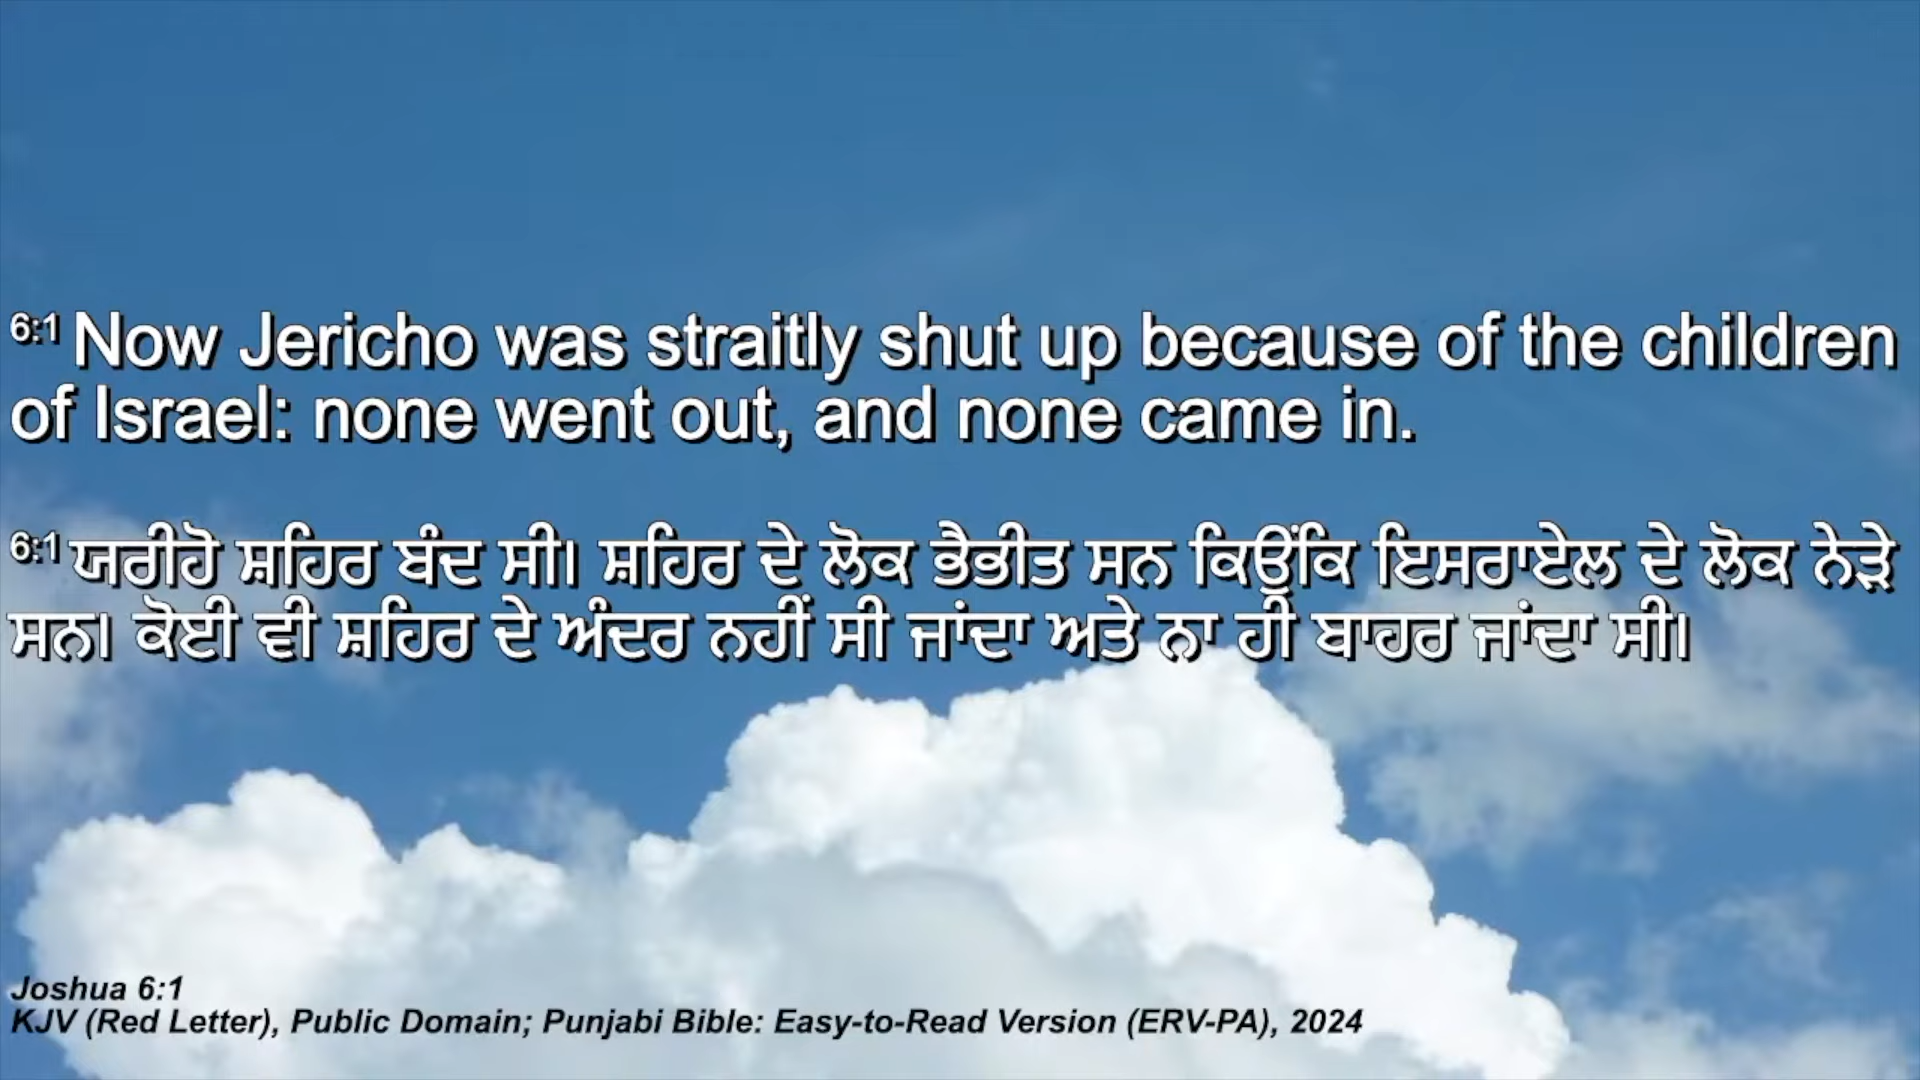 6:1 Now Jericho was straitly shut up because of the children
of Israel: none went out, and none came in.
6:1 ਯਰੀਹੋ ਸ਼ਹਿਰ ਬੰਦ ਸੀ। ਸ਼ਹਿਰ ਦੇ ਲੋਕ ਭੈਭੀਤ ਸਨ ਕਿਉਂਕਿ ਇਸਰਾਏਲ ਦੇ ਲੋਕ ਨੇੜੇ
ਸਨ। ਕੋਈ ਵੀ ਸ਼ਹਿਰ ਦੇ ਅੰਦਰ ਨਹੀਂ ਸੀ ਜਾਂਦਾ ਅਤੇ ਨਾ ਹੀ ਬਾਹਰ ਜਾਂਦਾ ਸੀ।
Joshua 6:1
KJV (Red Letter), Public Domain; Punjabi Bible: Easy-to-Read Version (ERV-PA), 2024